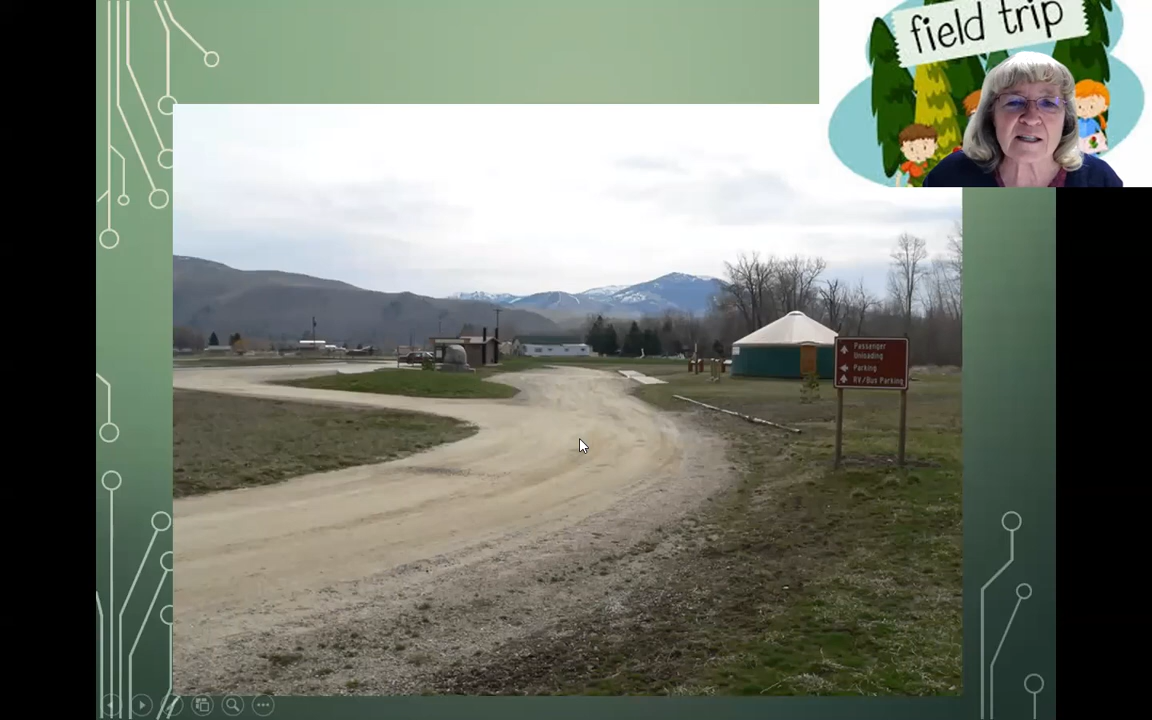 field trip
Passenger
Unloading
Parking
RV/Bus Parking